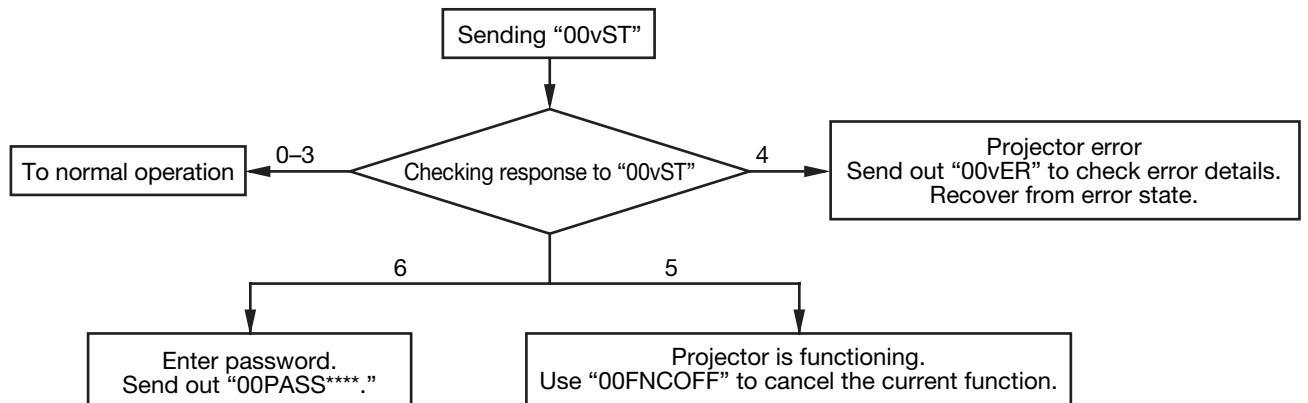 Sending “00vST”
Checking response to “00vST”
0–3
To normal operation
4
Projector error
Send out “00vER” to check error details.
Recover from error state.
6
5
Enter password.
Send out “00PASS****.”
Projector is functioning.
Use “00FNCOFF” to cancel the current function.